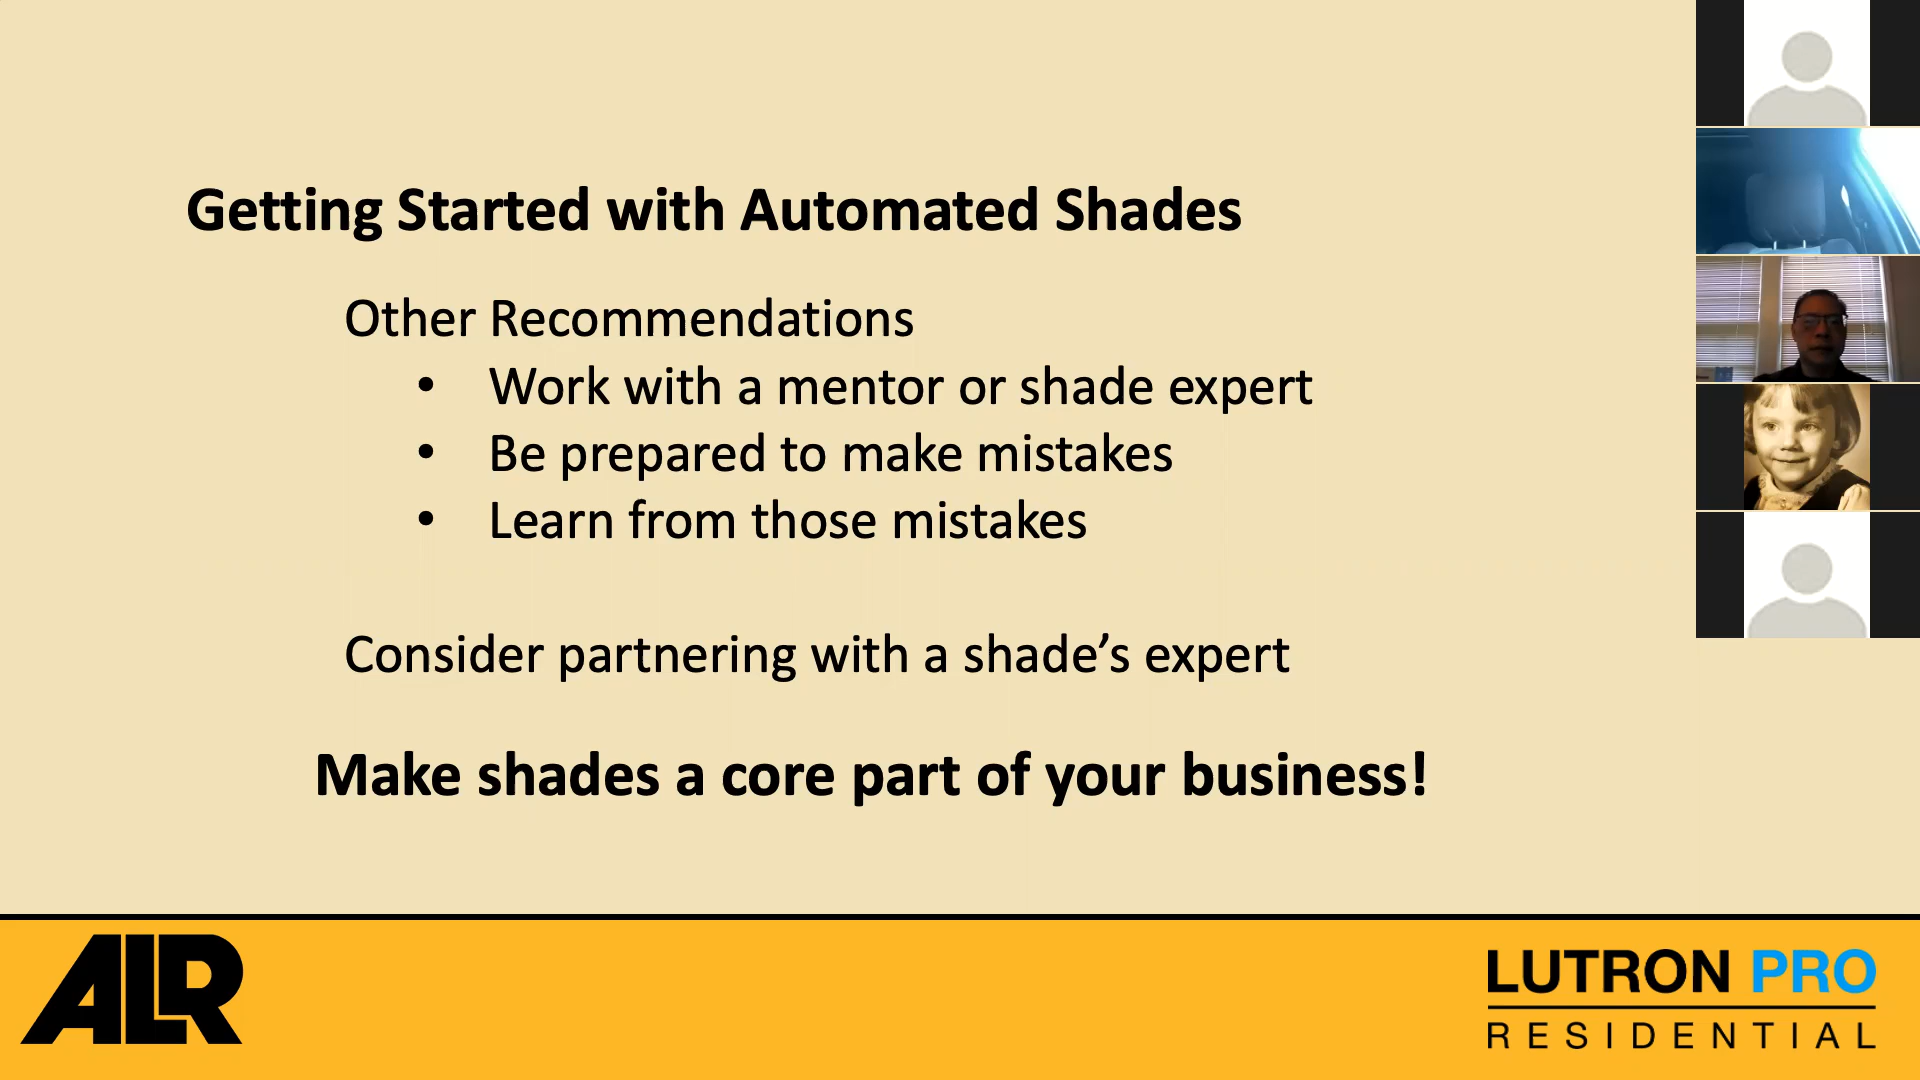 Getting Started with Automated Shades
Other Recommendations
• Work with a mentor or shade expert
• Be prepared to make mistakes
• Learn from those mistakes
Consider partnering with a shade’s expert
Make shades a core part of your business!
ALR
LUTRON PRO
RESIDENTIAL